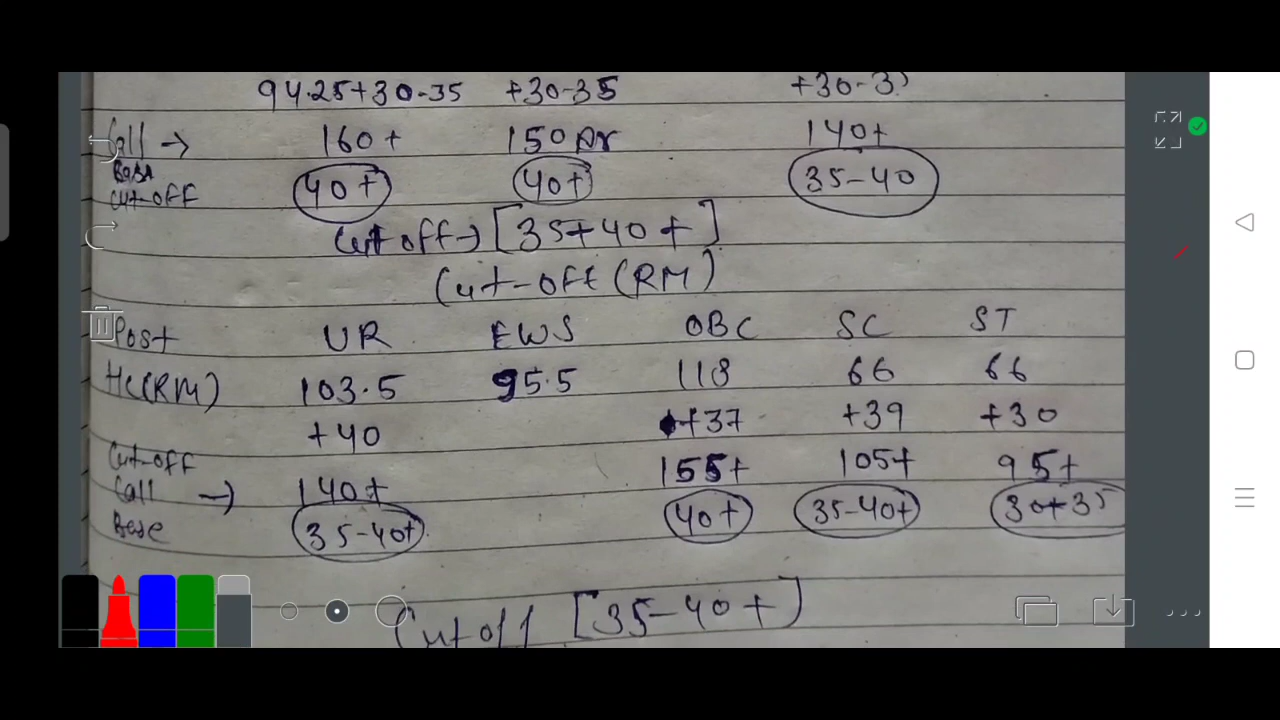 94.25+30-35 +30-35 +30-3
Call → 160+ 150 140+
Base 40+ 40+ 35-40
cut-off
Cut off → [35+40+]
Cut-off (RM)
Post UR EWS OBC SC ST
HC(RM) 103.5 95.5 118 66 66
+40 +37 +39 +30
Cut-off 155+ 105+ 95+
Call → 140+ 40+ 35-40+ 30+35
Base 35-40+
Cut off [35-40+]